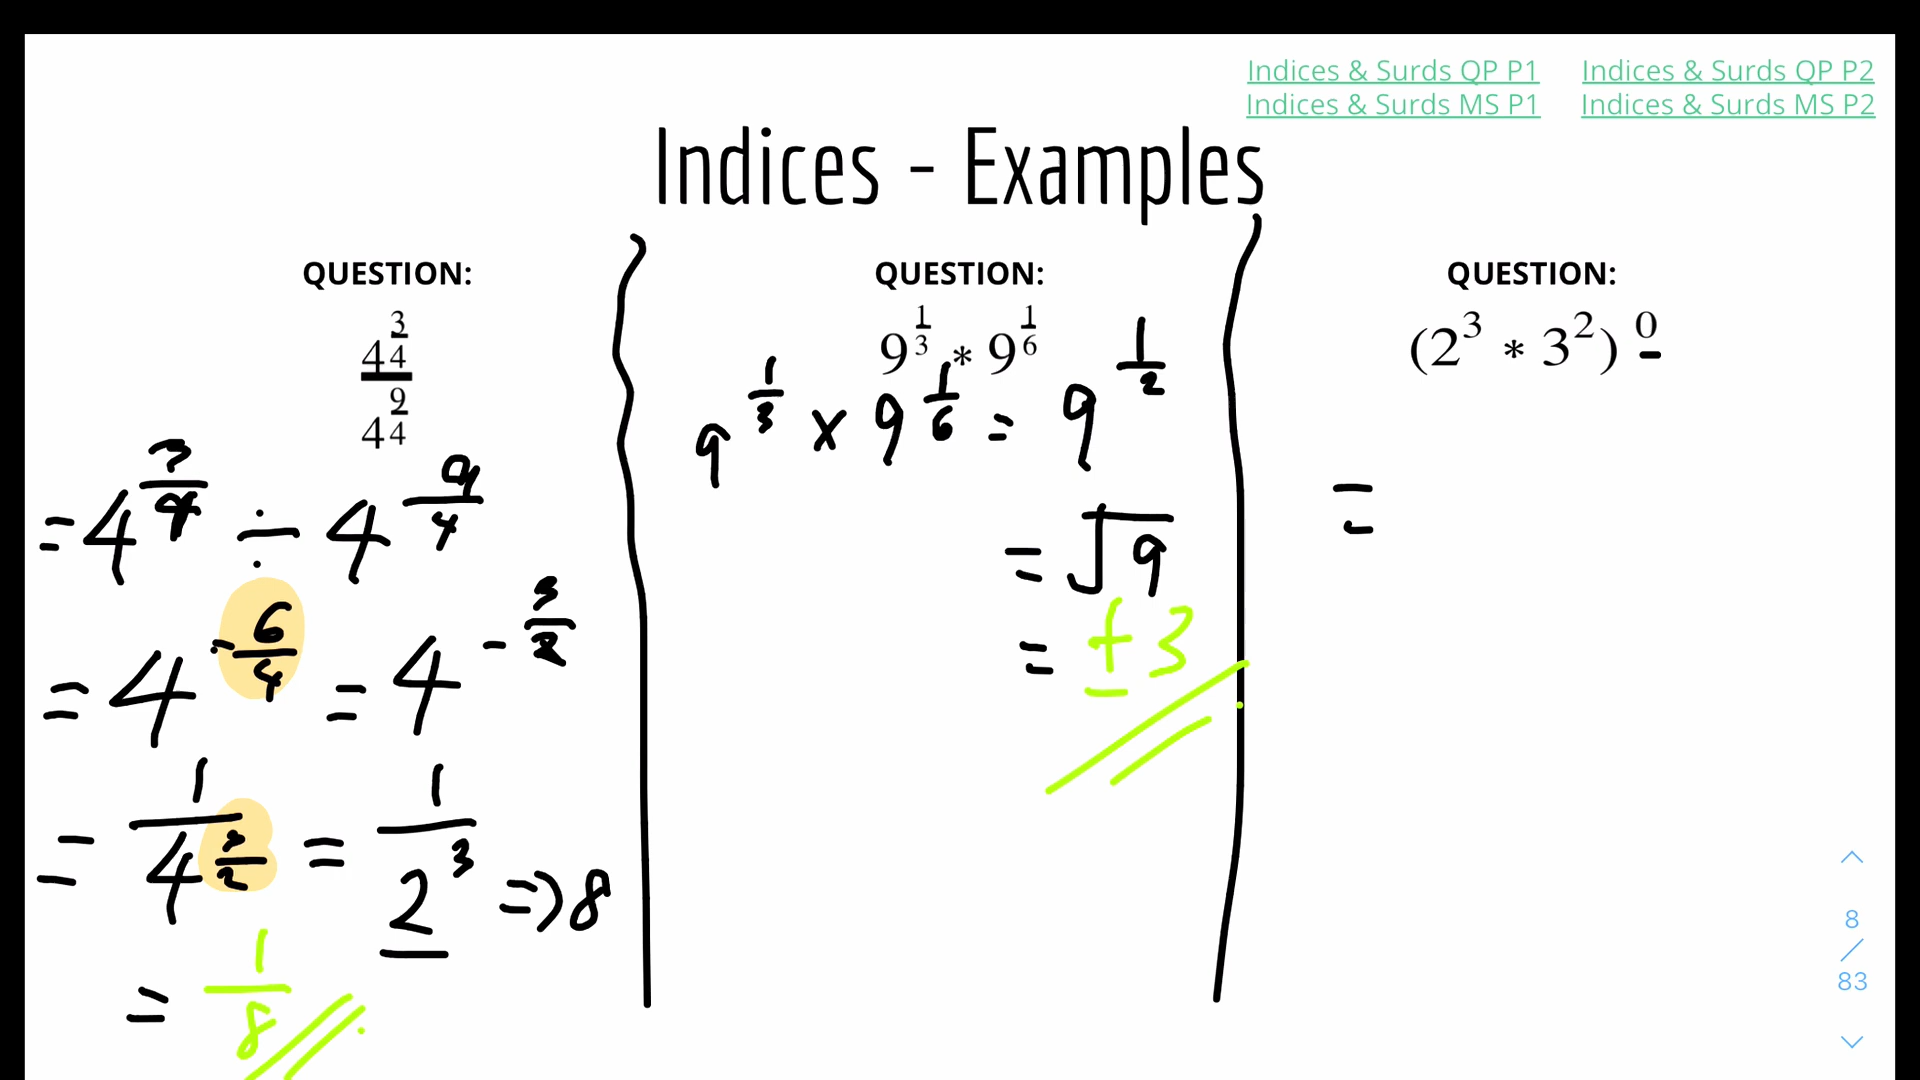 Indices & Surds QP P1 Indices & Surds QP P2
Indices & Surds MS P1 Indices & Surds MS P2
Indices - Examples
QUESTION:
4^(3/4) / 4^(9/4)
= 4^(3/4) ÷ 4^(9/4)
= 4^(-6/4) = 4^(-3/2)
= 1/4^(3/2) = 1/2^3 => 8
= 1/8
QUESTION:
9^(1/3) * 9^(1/6)
9^(1/3) x 9^(1/6) = 9^(1/2)
= √9
= ±3
QUESTION:
(2^3 * 3^2)^0
=
8
/
83